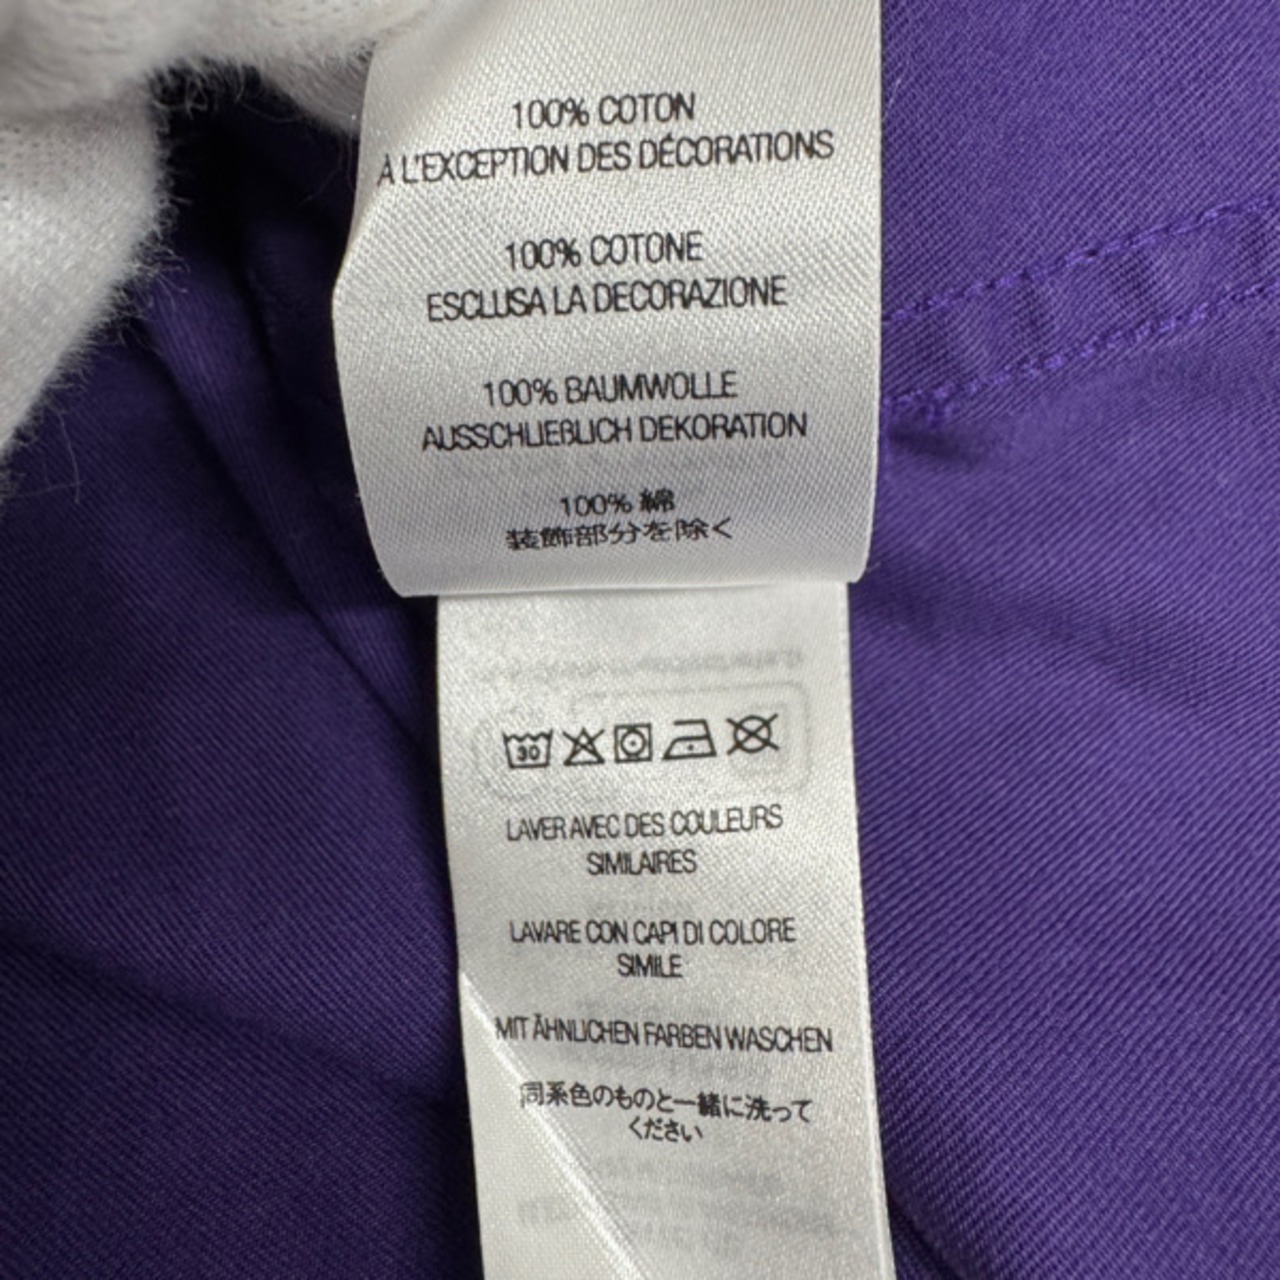 100% COTON
À L'EXCEPTION DES DÉCORATIONS
100% COTONE
ESCLUSA LA DECORAZIONE
100% BAUMWOLLE
AUSSCHLIEßLICH DEKORATION
100% 綿
装飾部分を除く
30
LAVER AVEC DES COULEURS
SIMILAIRES
LAVARE CON CAPI DI COLORE
SIMILE
MIT ÄHNLICHEN FARBEN WASCHEN
同系色のものと一緒に洗って
ください